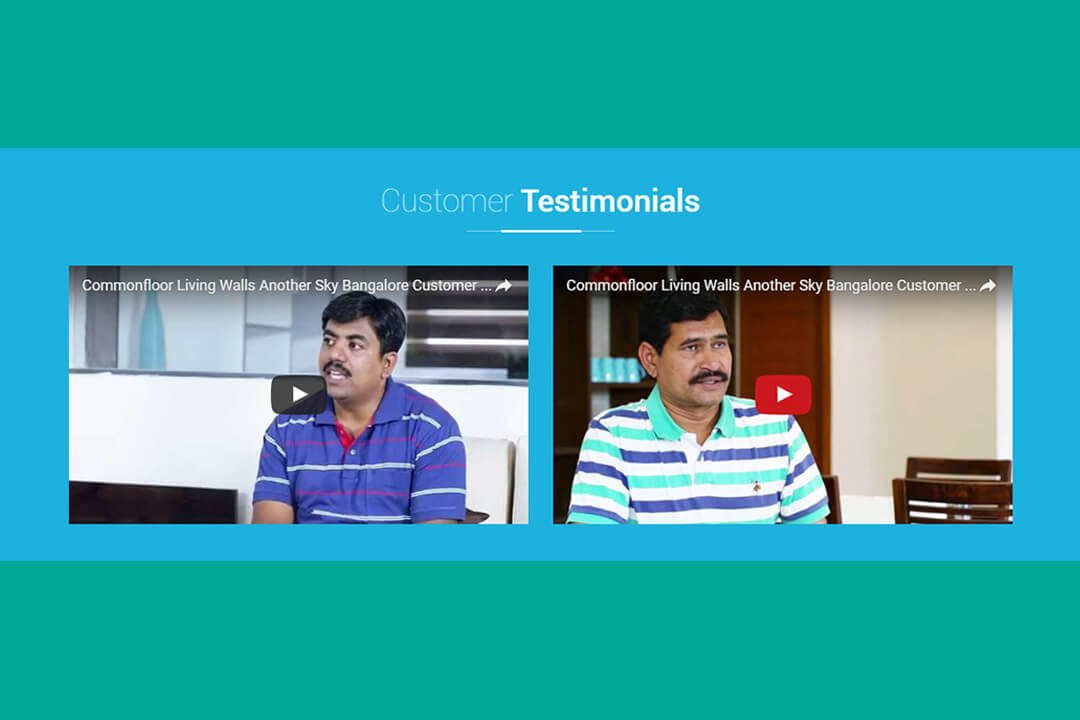 Customer Testimonials
Commonfloor Living Walls Another Sky Bangalore Customer ...
Commonfloor Living Walls Another Sky Bangalore Customer ...